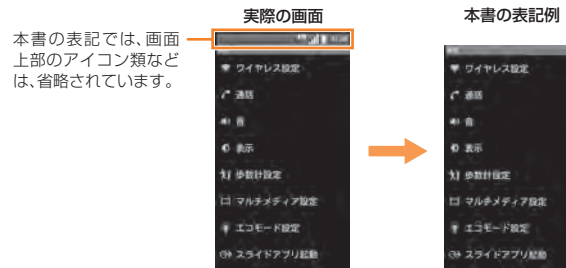 実際の画面
本書の表記例
本書の表記では、画面
上部のアイコン類など
は、省略されています。
ワイヤレス設定
通話
音
表示
歩数計設定
マルチメディア設定
エコモード設定
スライドアプリ起動
ワイヤレス設定
通話
音
表示
歩数計設定
マルチメディア設定
エコモード設定
スライドアプリ起動